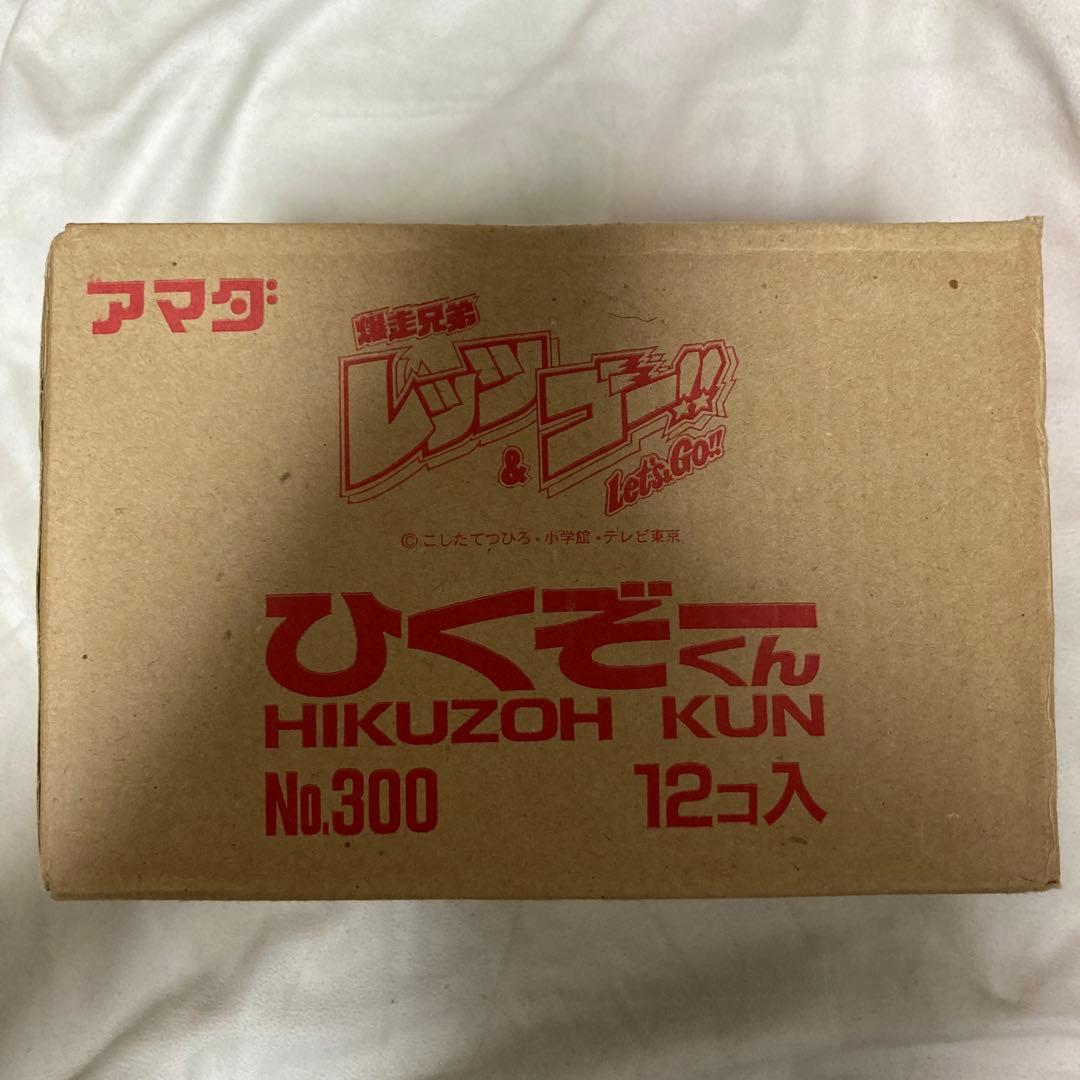 アマダ
爆走兄弟
レッツ
&
ゴー!!
Let's&Go!!
©こしたてつひろ・小学館・テレビ東京
ひくぞーくん
HIKUZOH KUN
No.300 12コ入